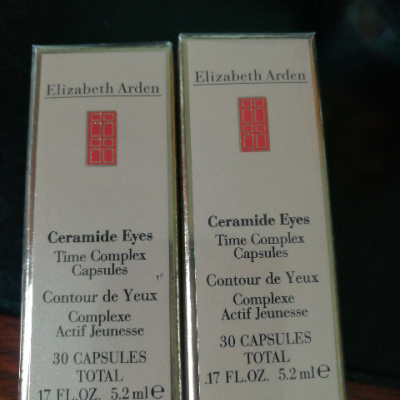 Elizabeth Arden
Ceramide Eyes
Time Complex
Capsules
Contour de Yeux
Complexe
Actif Jeunesse
30 CAPSULES
TOTAL
.17 FL.OZ. 5.2 ml e
Elizabeth Arden
Ceramide Eyes
Time Complex
Capsules
Contour de Yeux
Complexe
Actif Jeunesse
30 CAPSULES
TOTAL
.17 FL.OZ. 5.2 ml e